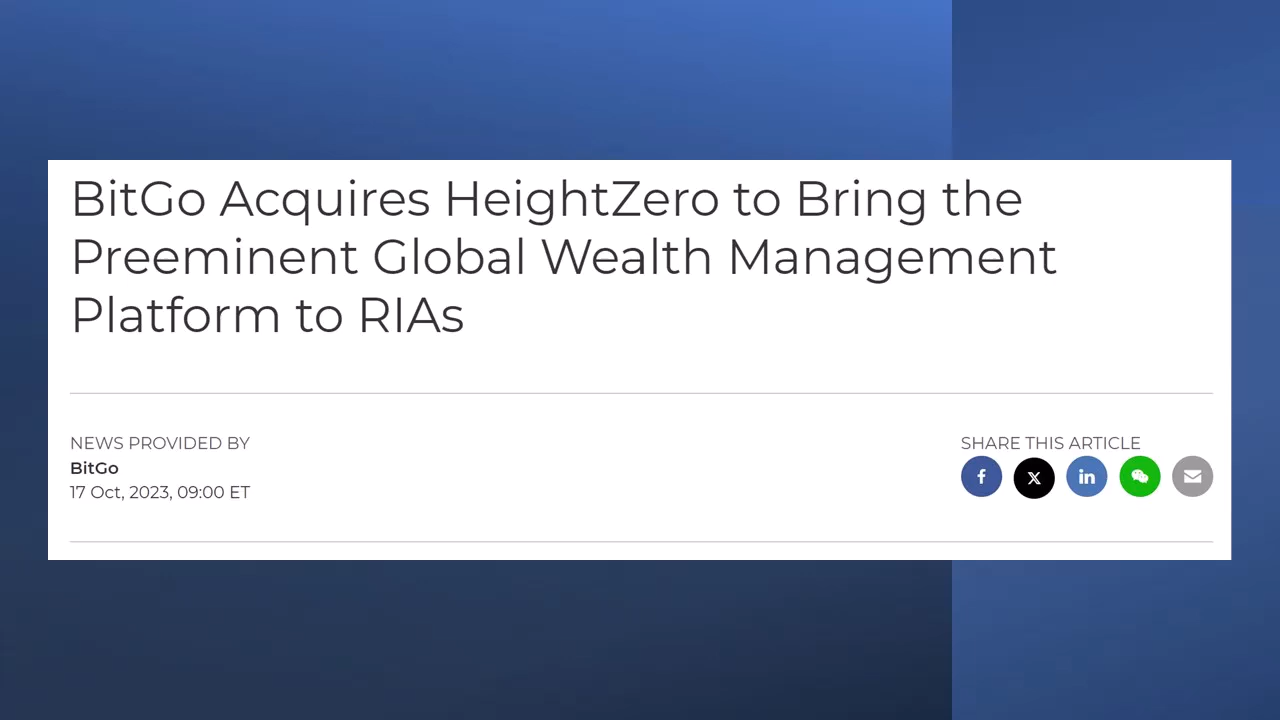 BitGo Acquires HeightZero to Bring the
Preeminent Global Wealth Management
Platform to RIAs
NEWS PROVIDED BY
BitGo
17 Oct, 2023, 09:00 ET
SHARE THIS ARTICLE